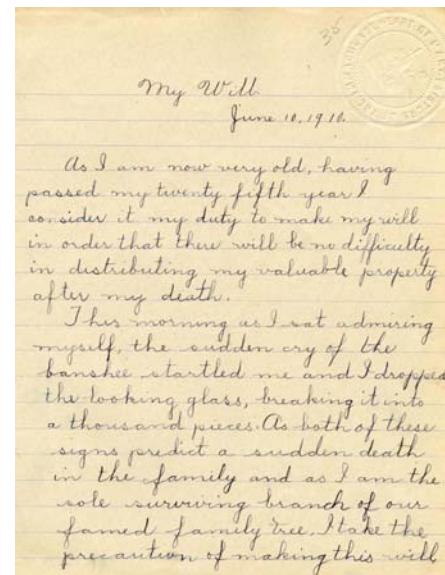 35
My Will.
June 10, 1910.
As I am now very old, having
passed my twenty fifth year I
consider it my duty to make my will
in order that there will be no difficulty
in distributing my valuable property
after my death.
This morning as I sat admiring
myself, the sudden cry of the
banshee startled me and I dropped
the looking glass, breaking it into
a thousand pieces. As both of these
signs predict a sudden death
in the family and as I am the
sole surviving branch of our
famed family tree, I take the
precaution of making this will